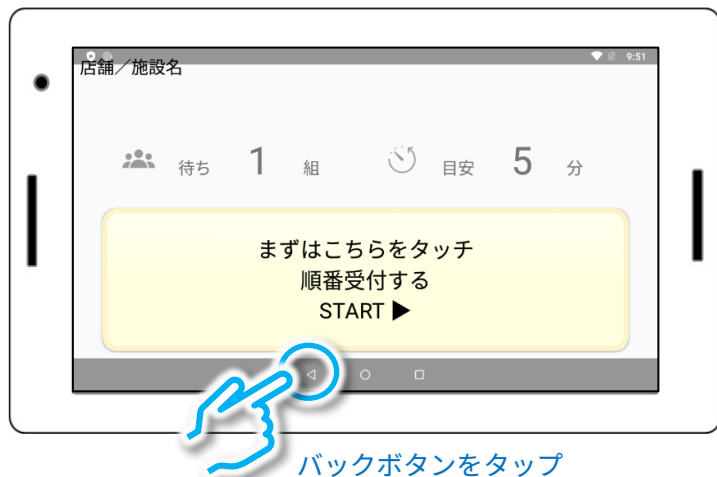 9:51
店舗／施設名
待ち 1 組 目安 5 分
まずはこちらをタッチ
順番受付する
START ▶
バックボタンをタップ